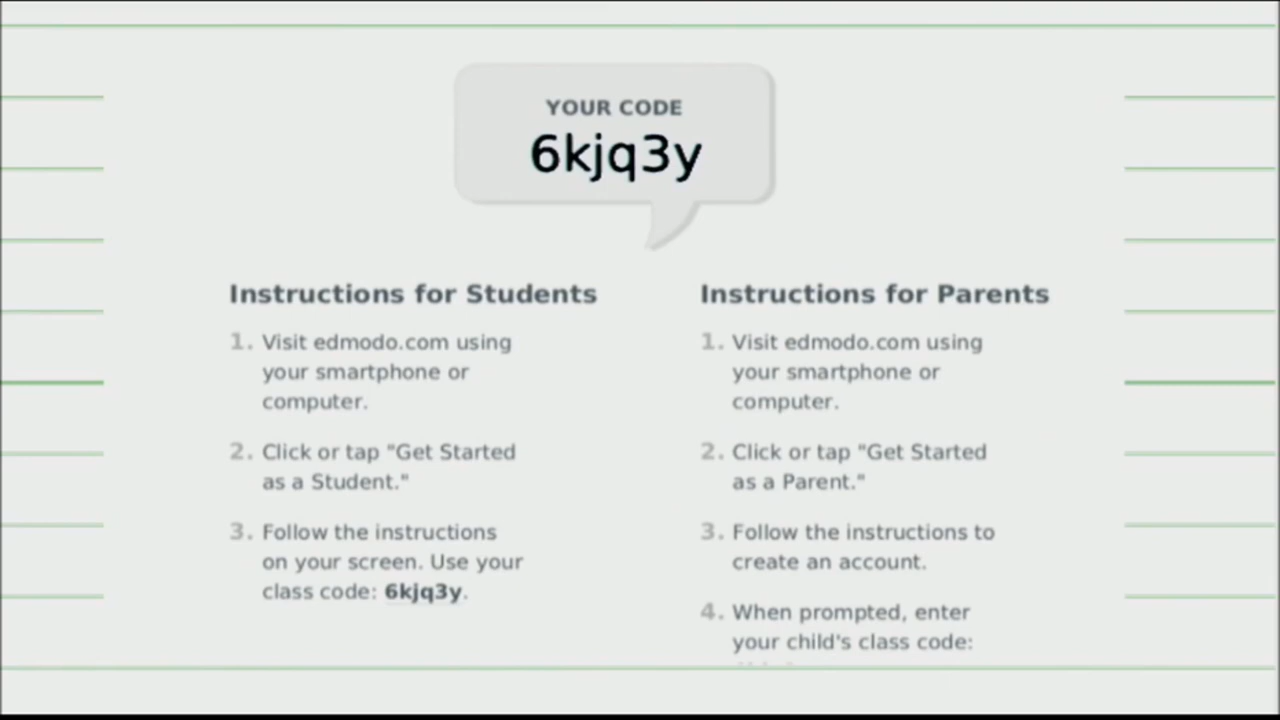 YOUR CODE
6kjq3y
Instructions for Students
1. Visit edmodo.com using
your smartphone or
computer.
2. Click or tap "Get Started
as a Student."
3. Follow the instructions
on your screen. Use your
class code: 6kjq3y.
Instructions for Parents
1. Visit edmodo.com using
your smartphone or
computer.
2. Click or tap "Get Started
as a Parent."
3. Follow the instructions to
create an account.
4. When prompted, enter
your child's class code: